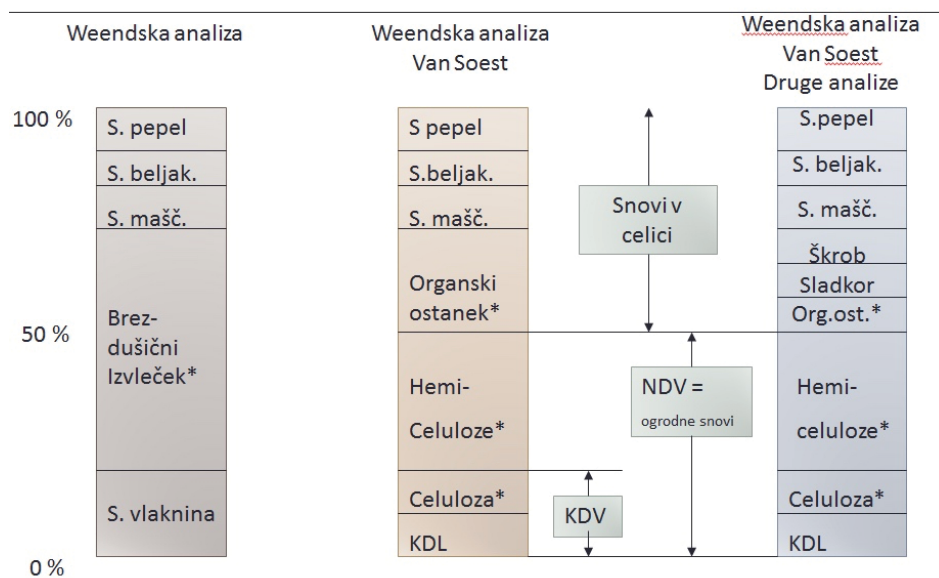 Weendska analiza
Weendska analiza
Van Soest
Weendska analiza
Van Soest
Druge analize
100 %
50 %
0 %
S. pepel
S. beljak.
S. mašč.
Brez-
dušični
Izvleček*
S. vlaknina
S pepel
S.beljak.
S. mašč.
Organski
ostanek*
Hemi-
Celuloze*
Celuloza*
KDL
Snovi v
celici
NDV =
ogrodne snovi
KDV
S.pepel
S. beljak.
S. mašč.
Škrob
Sladkor
Org.ost.*
Hemi-
celuloze*
Celuloza*
KDL